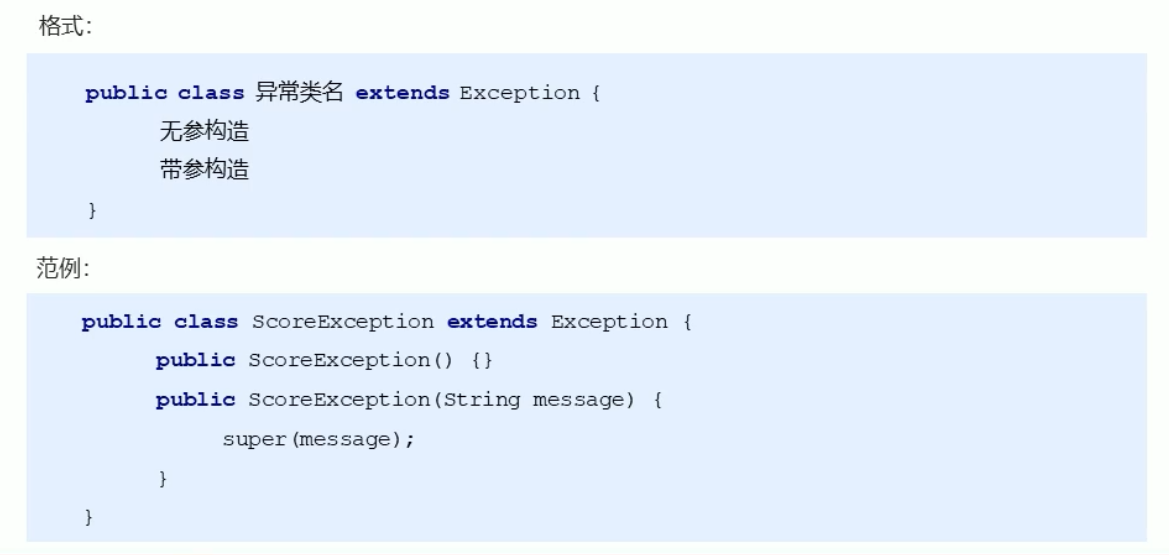 格式：
public class 异常类名 extends Exception {
无参构造
带参构造
}
范例：
public class ScoreException extends Exception {
public ScoreException() {}
public ScoreException(String message) {
super(message);
}
}